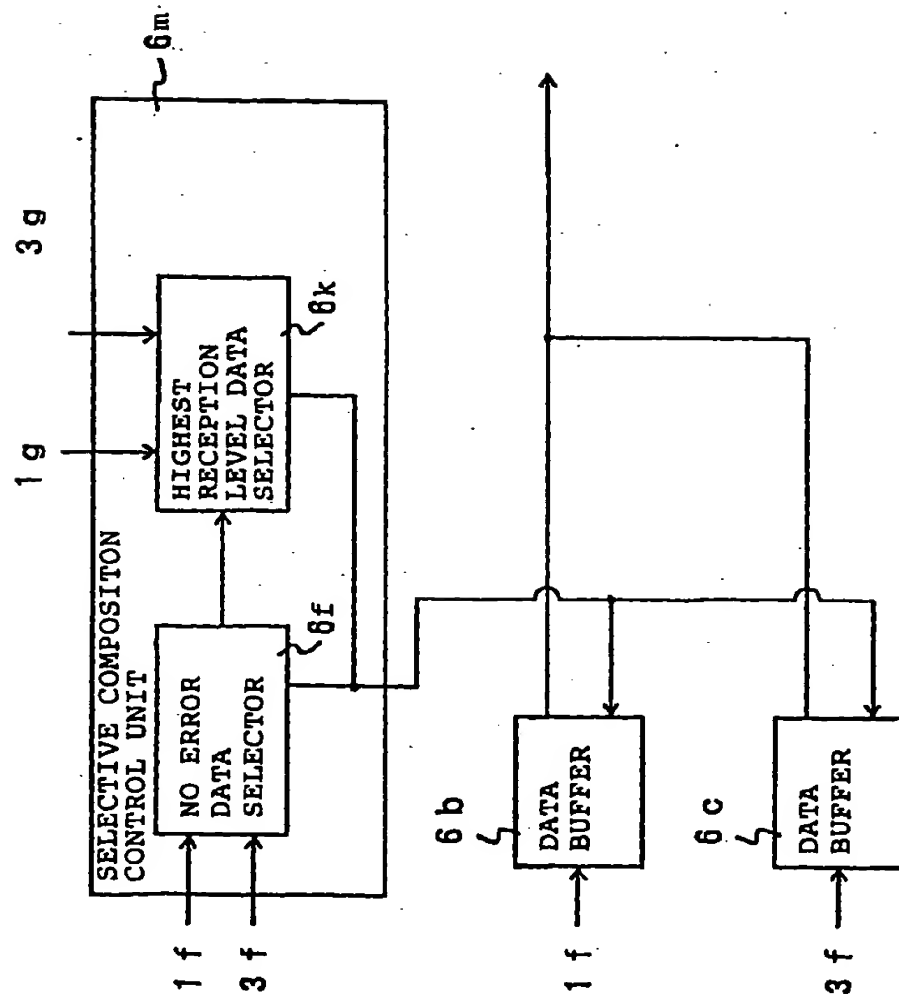 6m
1g
3g
SELECTIVE COMPOSITON
CONTROL UNIT
NO ERROR
DATA
SELECTOR
6f
HIGHEST
RECEPTION
LEVEL DATA
SELECTOR
6k
1f
3f
6b
DATA
BUFFER
1f
6c
DATA
BUFFER
3f